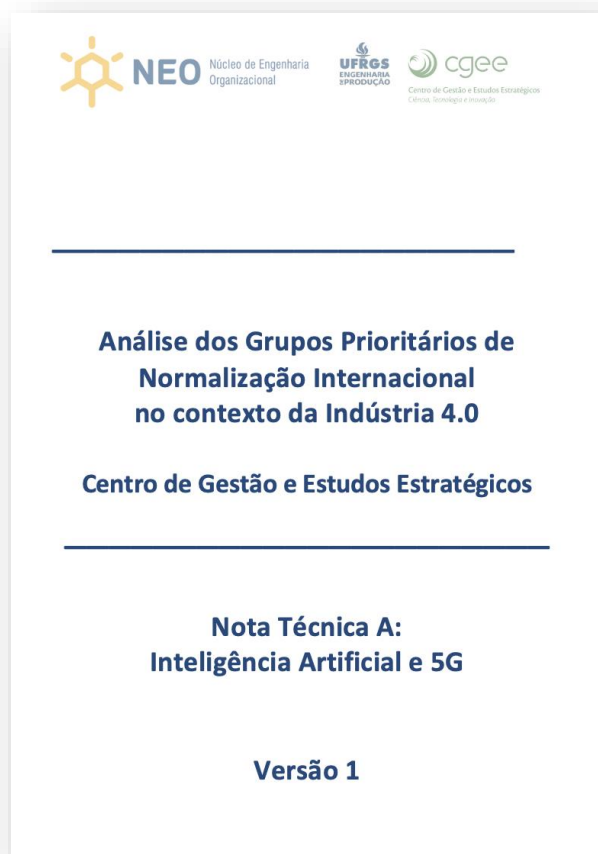 NEO
Núcleo de Engenharia
Organizacional
UFRGS
ENGENHARIA
DE PRODUÇÃO
cgee
Centro de Gestão e Estudos Estratégicos
Ciência, Tecnologia e Inovação
Análise dos Grupos Prioritários de
Normalização Internacional
no contexto da Indústria 4.0
Centro de Gestão e Estudos Estratégicos
Nota Técnica A:
Inteligência Artificial e 5G
Versão 1